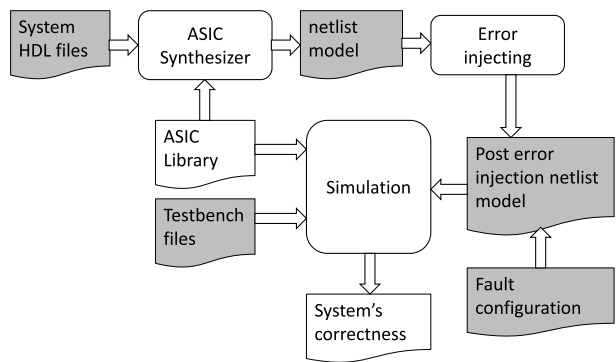 System
HDL files
ASIC
Synthesizer
netlist
model
Error
injecting
ASIC
Library
Simulation
Post error
injection netlist
model
Testbench
files
System's
correctness
Fault
configuration